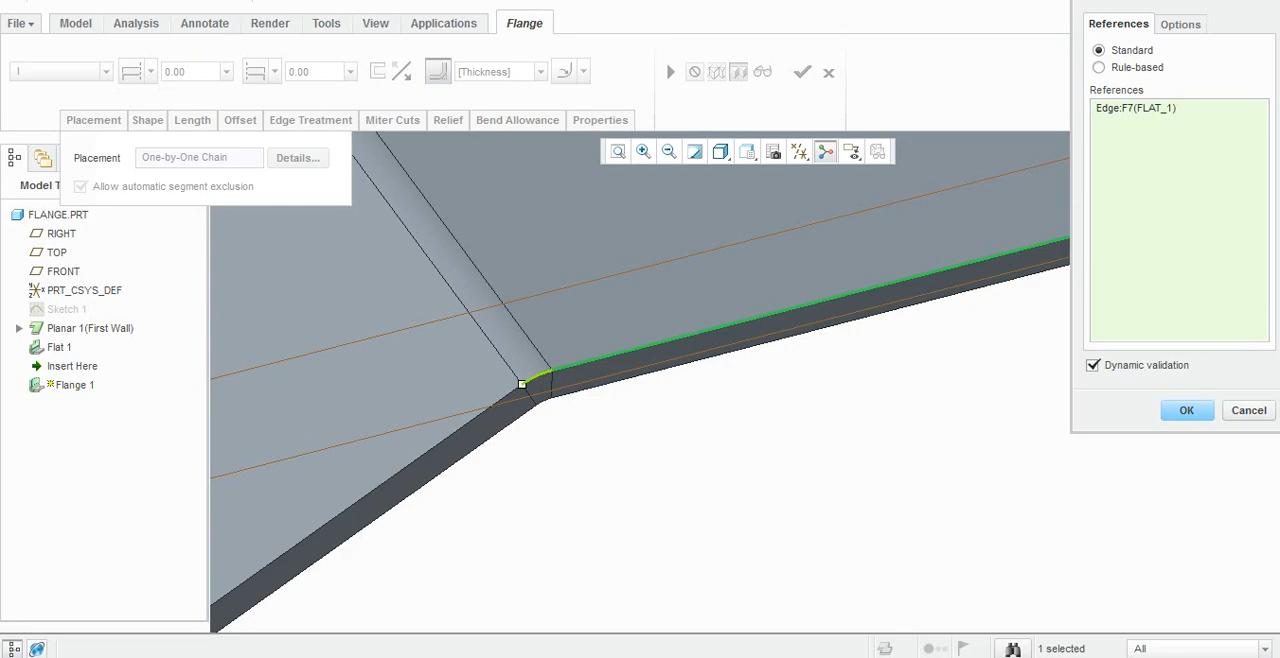 File Model Analysis Annotate Render Tools View Applications Flange
I 0.00 0.00 [Thickness]
Placement Shape Length Offset Edge Treatment Miter Cuts Relief Bend Allowance Properties
Placement One-by-One Chain Details...
Allow automatic segment exclusion
Model T
FLANGE.PRT
RIGHT
TOP
FRONT
PRT_CSYS_DEF
Sketch 1
Planar 1(First Wall)
Flat 1
Insert Here
Flange 1
References Options
Standard
Rule-based
References
Edge:F7(FLAT_1)
Dynamic validation
OK Cancel
1 selected All